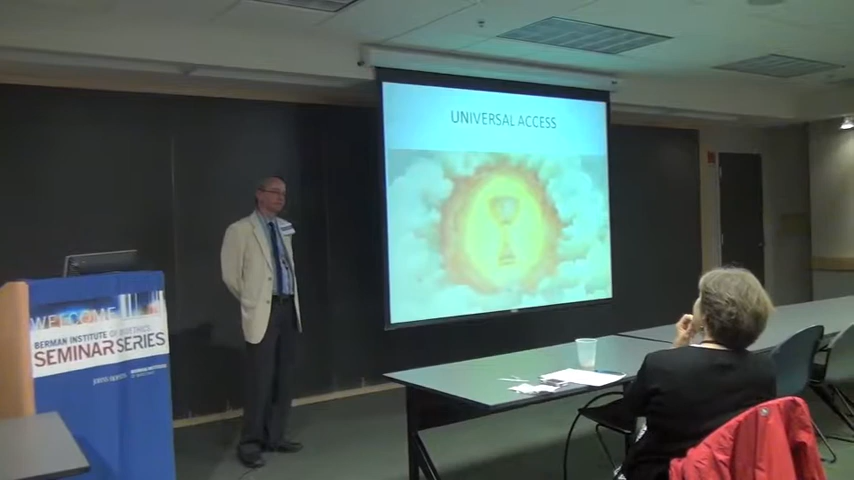 UNIVERSAL ACCESS
WELCOME
BERMAN INSTITUTE OF BIOETHICS
SEMINAR SERIES